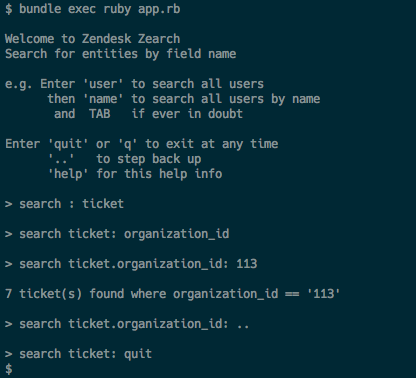 $ bundle exec ruby app.rb
Welcome to Zendesk Zearch
Search for entities by field name
e.g. Enter 'user' to search all users
then 'name' to search all users by name
and TAB if ever in doubt
Enter 'quit' or 'q' to exit at any time
'..' to step back up
'help' for this help info
> search : ticket
> search ticket: organization_id
> search ticket.organization_id: 113
7 ticket(s) found where organization_id == '113'
> search ticket.organization_id: ..
> search ticket: quit
$